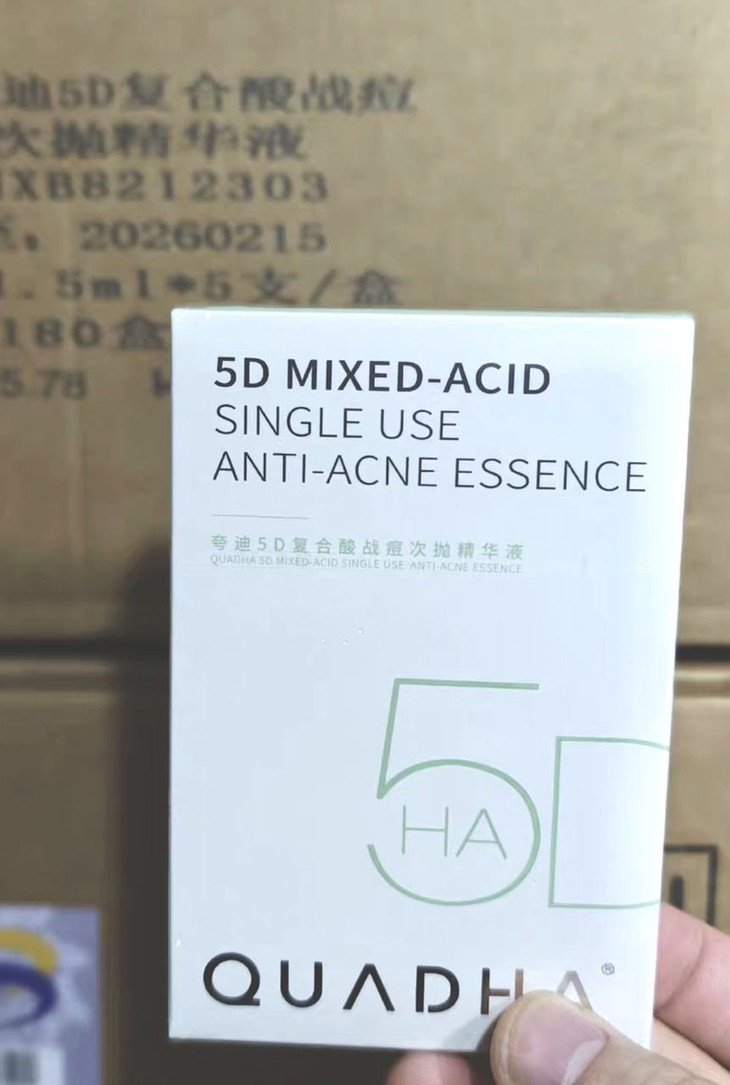 迪5D复合酸战痘
次抛精华液
XB8212303
20260215
1.5ml*5支/盒
180盒
5.78
5D MIXED-ACID
SINGLE USE
ANTI-ACNE ESSENCE
夸迪5D复合酸战痘次抛精华液
QUADHA 5D MIXED-ACID SINGLE USE ANTI-ACNE ESSENCE
5D
HA
QUADHA®